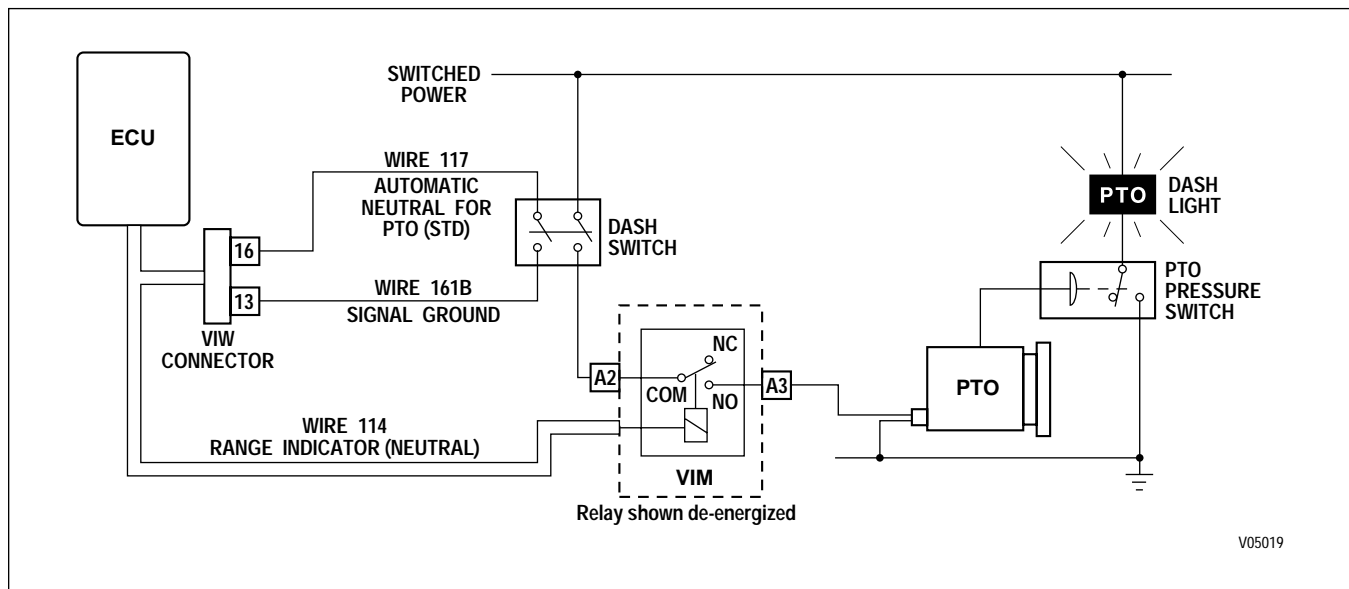 SWITCHED
POWER
ECU
WIRE 117
AUTOMATIC
NEUTRAL FOR
PTO (STD)
16
13
WIRE 161B
SIGNAL GROUND
VIW
CONNECTOR
DASH
SWITCH
PTO
DASH
LIGHT
PTO
PRESSURE
SWITCH
A2
NC
COM
NO
A3
PTO
WIRE 114
RANGE INDICATOR (NEUTRAL)
VIM
Relay shown de-energized
V05019